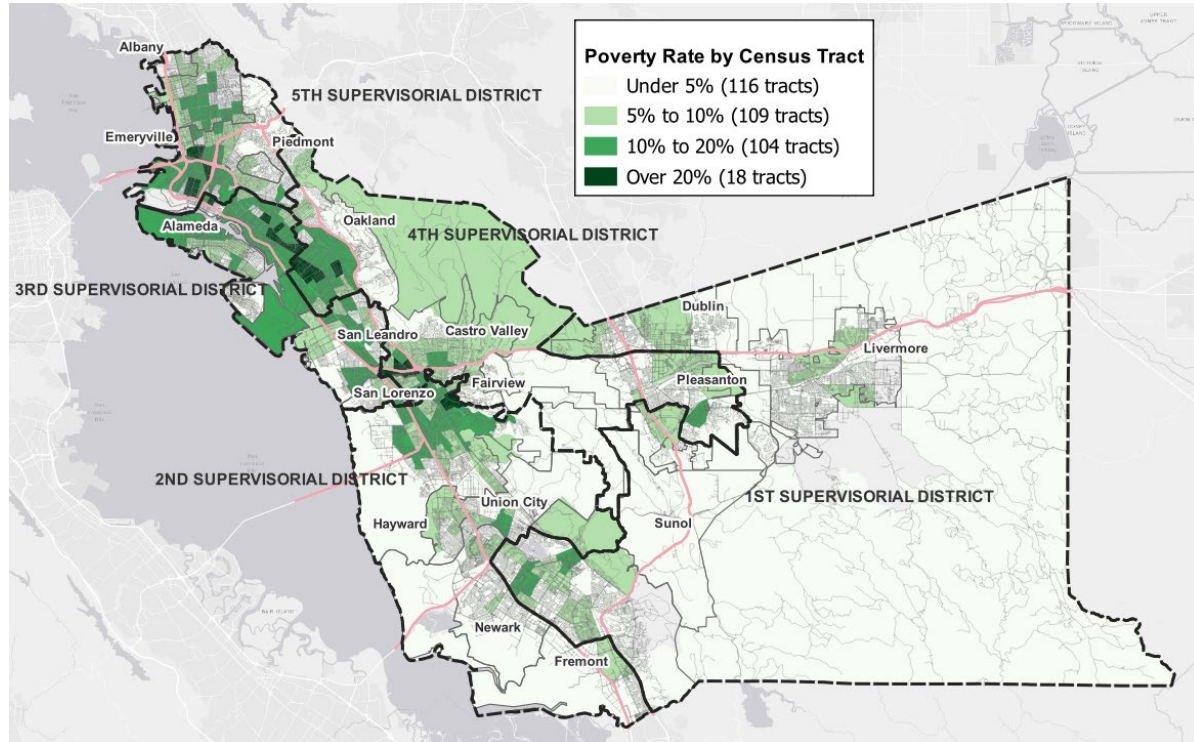 Poverty Rate by Census Tract
Under 5% (116 tracts)
5% to 10% (109 tracts)
10% to 20% (104 tracts)
Over 20% (18 tracts)
Albany
5TH SUPERVISORIAL DISTRICT
Emeryville
Piedmont
Oakland
Alameda
4TH SUPERVISORIAL DISTRICT
3RD SUPERVISORIAL DISTRICT
Dublin
San Leandro
Castro Valley
Livermore
Pleasanton
Fairview
San Lorenzo
2ND SUPERVISORIAL DISTRICT
1ST SUPERVISORIAL DISTRICT
Union City
Hayward
Sunol
Newark
Fremont